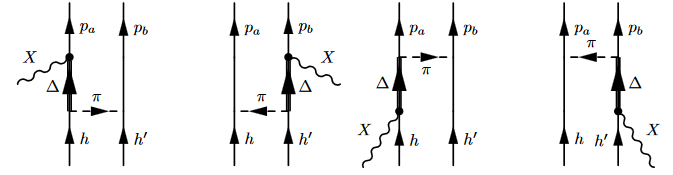 p_a p_b p_a p_b p_a p_b p_a p_b
X Δ π h h'
π X Δ h h'
Δ π X h h'
π Δ X h h'